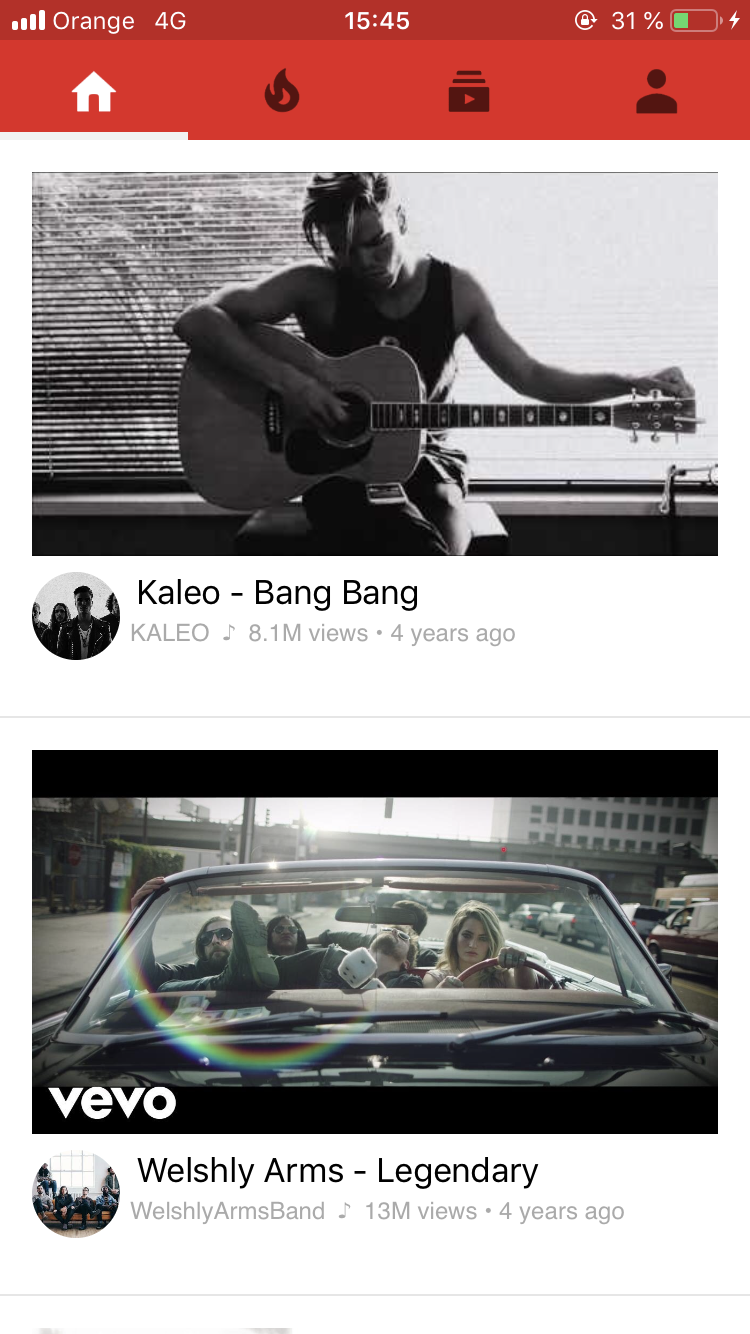 Orange 4G 15:45 31 %
Kaleo - Bang Bang
KALEO ♪ 8.1M views • 4 years ago
vevo
Welshly Arms - Legendary
WelshlyArmsBand ♪ 13M views • 4 years ago